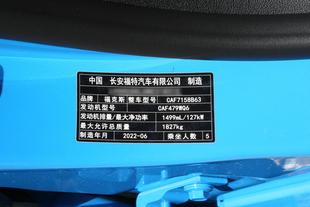 中国 长安福特汽车有限公司 制造
品牌 福克斯 整车型号 CAF7158B63
发动机型号 CAF479WQ6
发动机排量/最大净功率 1499mL/127kW
最大允许总质量 1827kg
制造年月 2022-06 乘坐人数 5